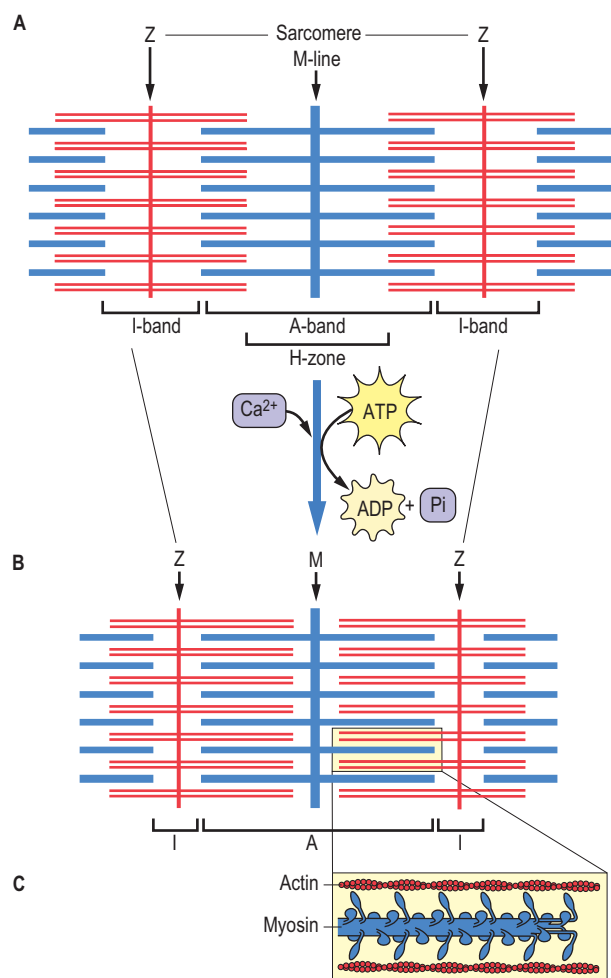 A
Z Sarcomere Z
M-line
I-band A-band I-band
H-zone
Ca²⁺ ATP
ADP + Pi
B
Z M Z
I A I
C
Actin
Myosin